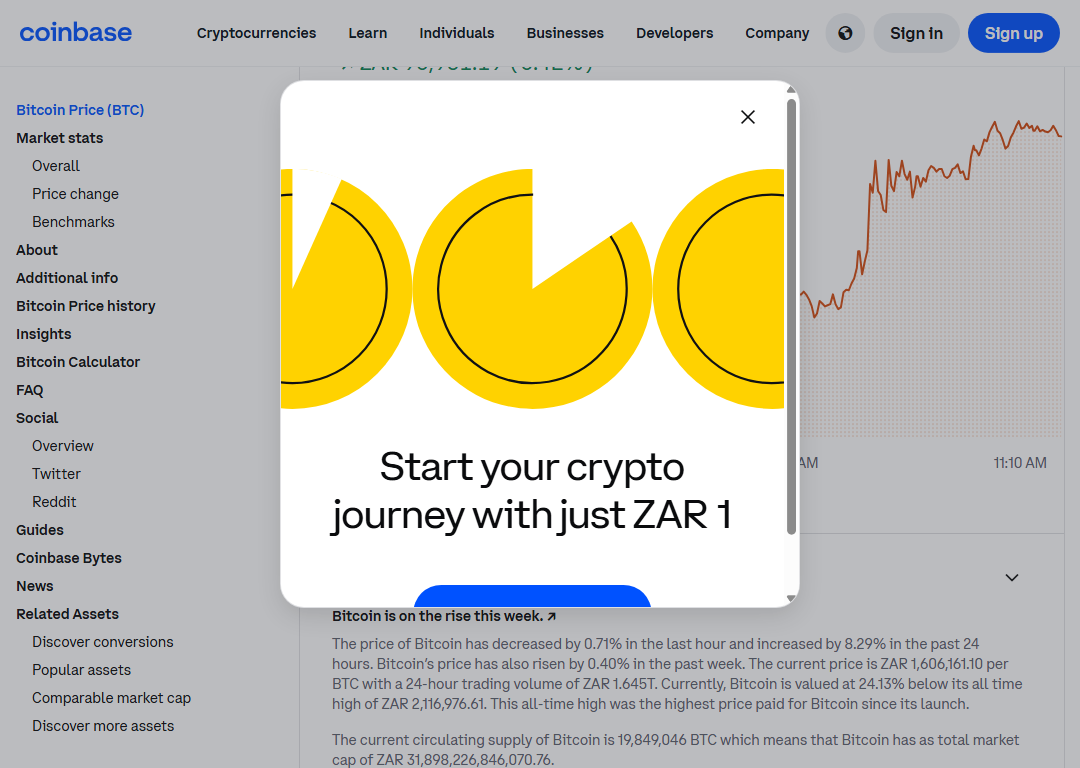 coinbase
Cryptocurrencies
Learn
Individuals
Businesses
Developers
Company
Sign in
Sign up
Bitcoin Price (BTC)
Market stats
Overall
Price change
Benchmarks
About
Additional info
Bitcoin Price history
Insights
Bitcoin Calculator
FAQ
Social
Overview
Twitter
Reddit
Guides
Coinbase Bytes
News
Related Assets
Discover conversions
Popular assets
Comparable market cap
Discover more assets
Start your crypto
journey with just ZAR 1
AM
11:10 AM
Bitcoin is on the rise this week. ↗
The price of Bitcoin has decreased by 0.71% in the last hour and increased by 8.29% in the past 24
hours. Bitcoin’s price has also risen by 0.40% in the past week. The current price is ZAR 1,606,161.10 per
BTC with a 24-hour trading volume of ZAR 1.645T. Currently, Bitcoin is valued at 24.13% below its all time
high of ZAR 2,116,976.61. This all-time high was the highest price paid for Bitcoin since its launch.
The current circulating supply of Bitcoin is 19,849,046 BTC which means that Bitcoin has as total market
cap of ZAR 31,898,226,846,070.76.